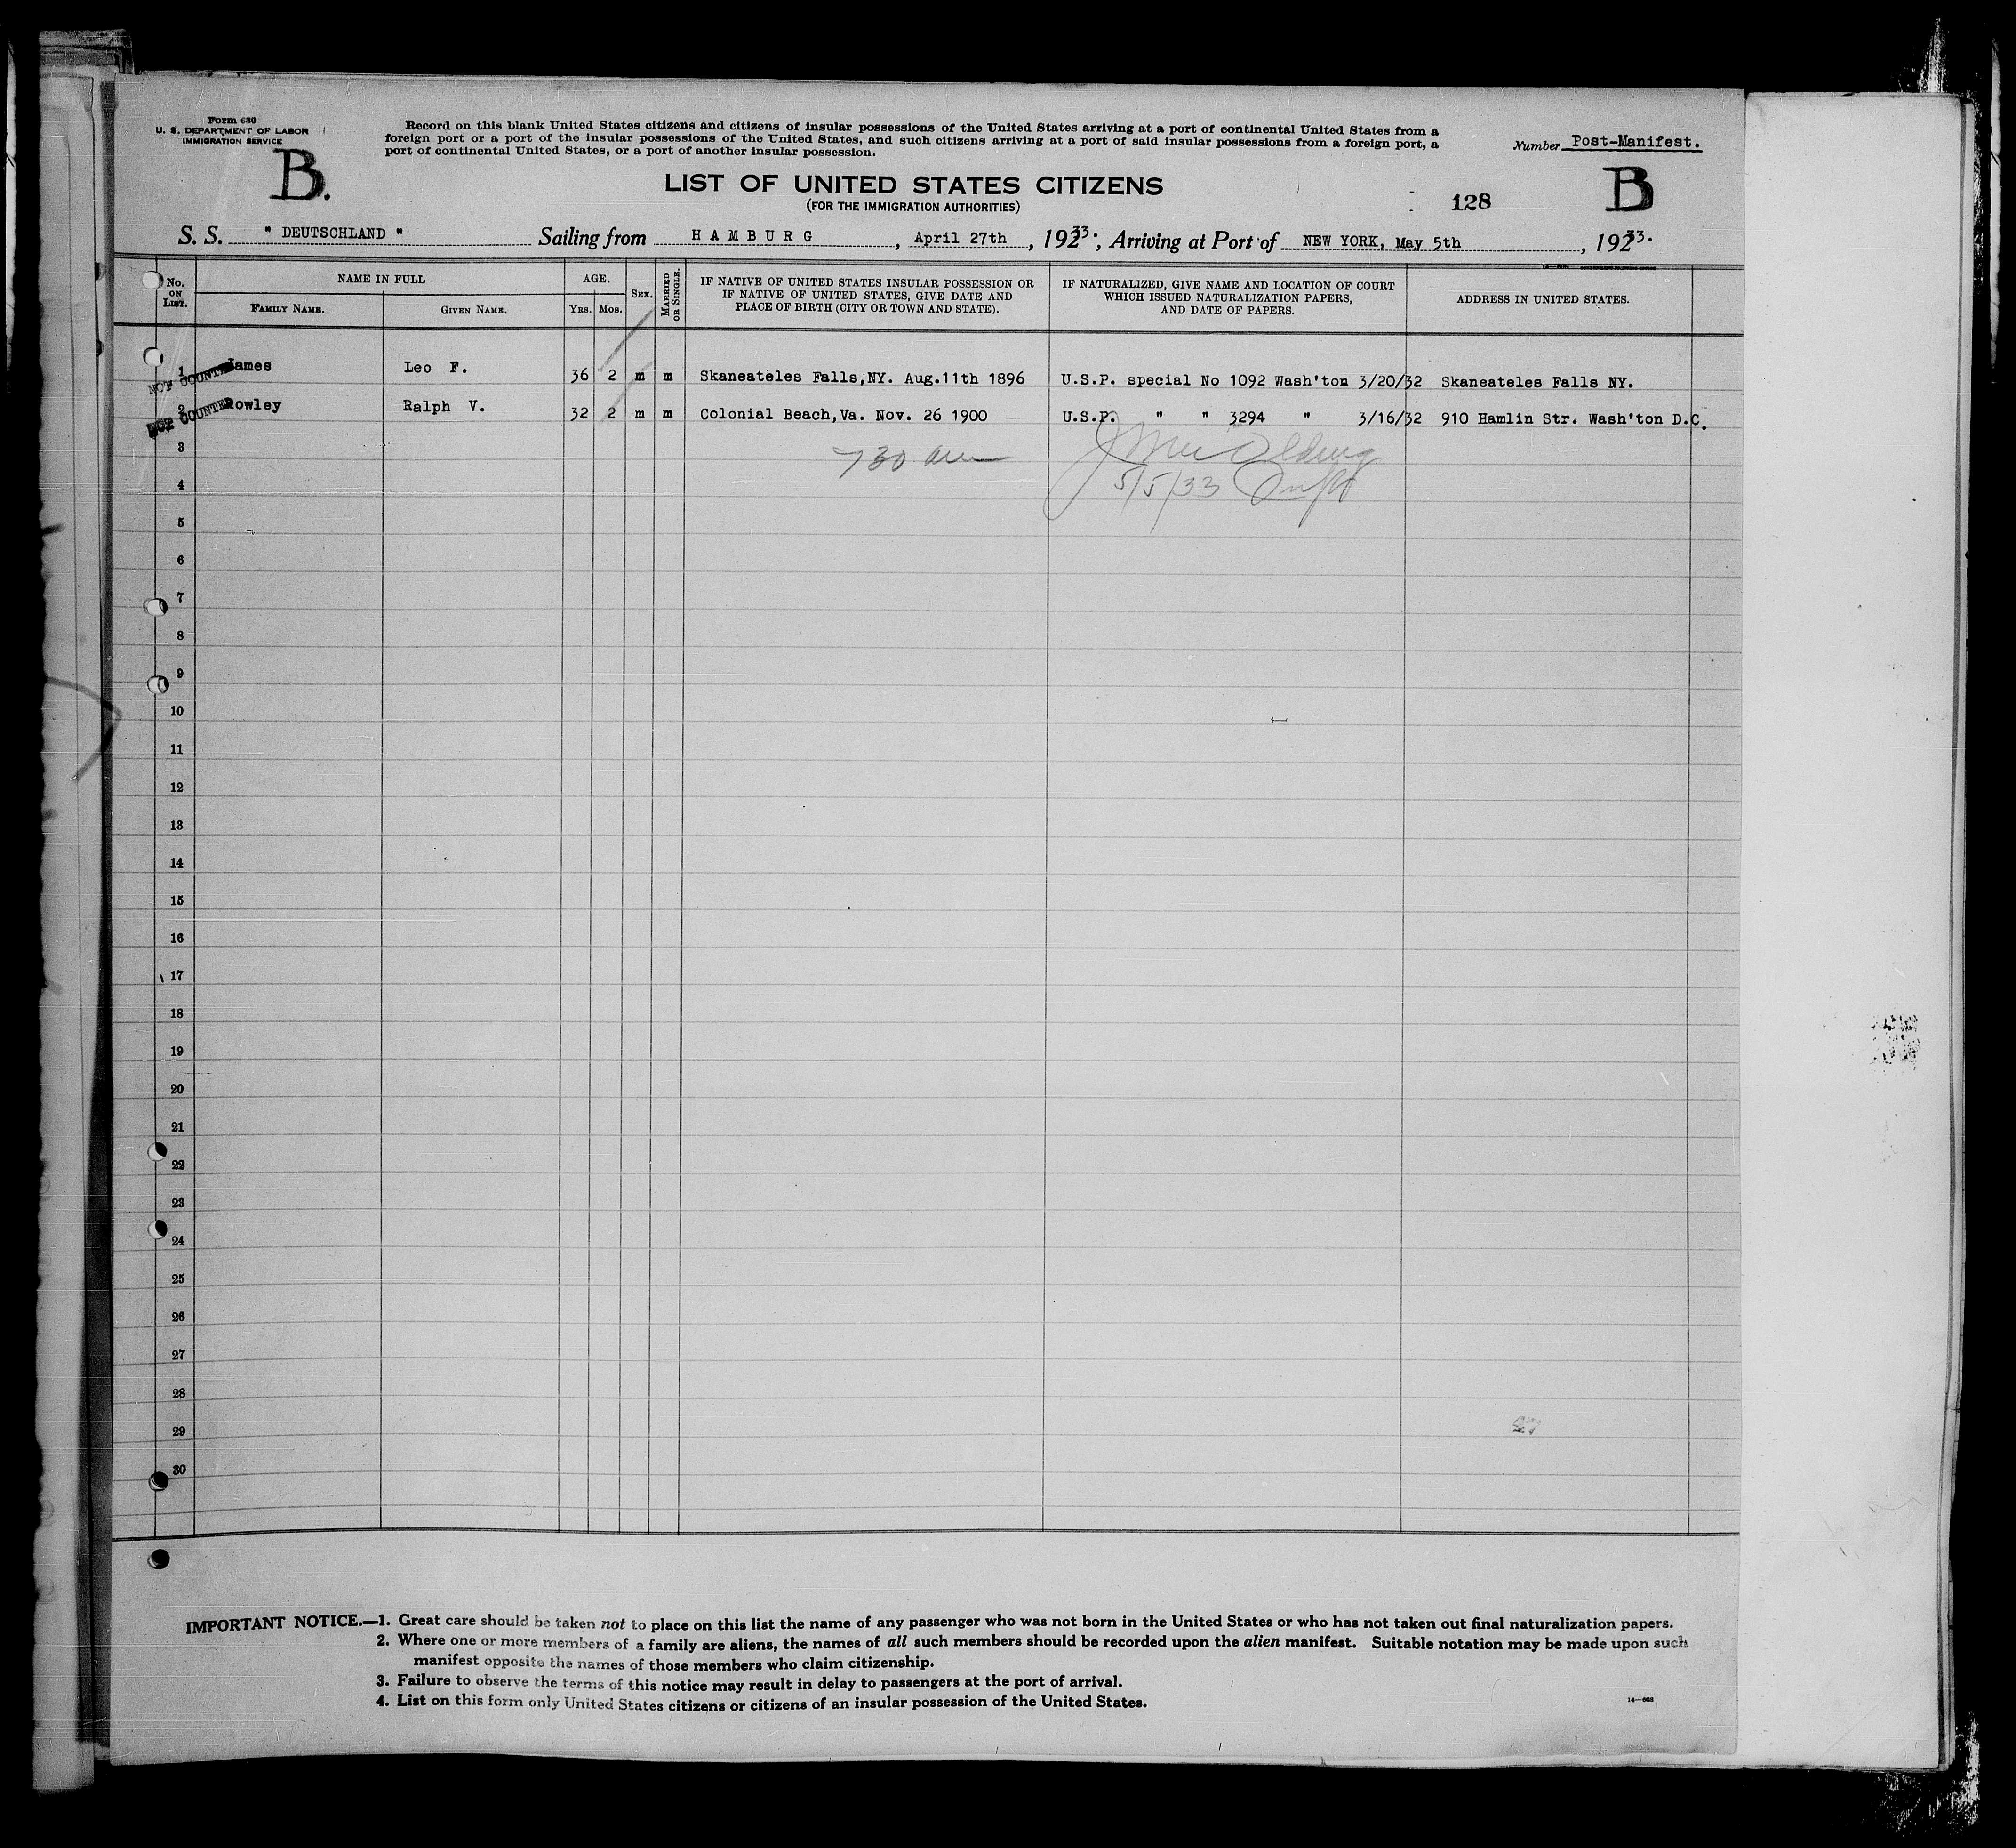 Form 630
U. S. DEPARTMENT OF LABOR
IMMIGRATION SERVICE
B.
Record on this blank United States citizens and citizens of insular possessions of the United States arriving at a port of continental United States from a
foreign port or a port of the insular possessions of the United States, and such citizens arriving at a port of said insular possessions from a foreign port, a
port of continental United States, or a port of another insular possession.
Number Post-Manifest.
LIST OF UNITED STATES CITIZENS
(FOR THE IMMIGRATION AUTHORITIES)
128
B
S. S. " DEUTSCHLAND " Sailing from H A M B U R G , April 27th , 1933., Arriving at Port of NEW YORK, May 5th , 1933.
No. ON LIST.
NAME IN FULL
FAMILY NAME. GIVEN NAME.
AGE.
YRS. MOS.
SEX.
MARRIED OR SINGLE.
IF NATIVE OF UNITED STATES INSULAR POSSESSION OR
IF NATIVE OF UNITED STATES, GIVE DATE AND
PLACE OF BIRTH (CITY OR TOWN AND STATE).
IF NATURALIZED, GIVE NAME AND LOCATION OF COURT
WHICH ISSUED NATURALIZATION PAPERS,
AND DATE OF PAPERS.
ADDRESS IN UNITED STATES.
1 NOT COUNTED James Leo F. 36 2 m m Skaneateles Falls,NY. Aug.11th 1896 U.S.P. special No 1092 Wash'ton 3/20/32 Skaneateles Falls NY.
2 NOT COUNTED Rowley Ralph V. 32 2 m m Colonial Beach,Va. Nov. 26 1900 U.S.P. " " 3294 " 3/16/32 910 Hamlin Str. Wash'ton D.C.
3 730 am
4 5/5/33
5
6
7
8
9
10
11
12
13
14
15
16
17
18
19
20
21
22
23
24
25
26
27
28
29
30
IMPORTANT NOTICE.—1. Great care should be taken not to place on this list the name of any passenger who was not born in the United States or who has not taken out final naturalization papers.
2. Where one or more members of a family are aliens, the names of all such members should be recorded upon the alien manifest. Suitable notation may be made upon such
manifest opposite the names of those members who claim citizenship.
3. Failure to observe the terms of this notice may result in delay to passengers at the port of arrival.
4. List on this form only United States citizens or citizens of an insular possession of the United States.
14—608